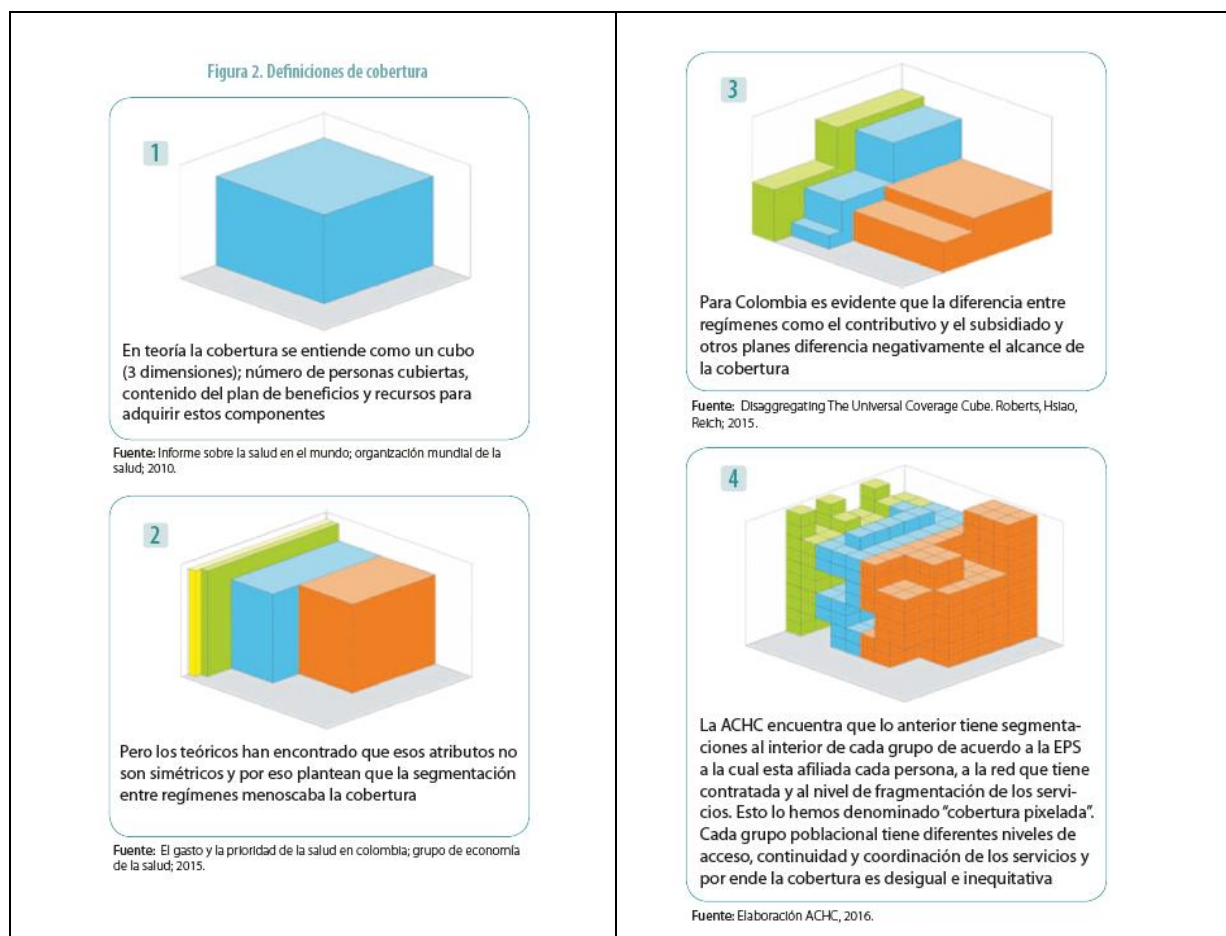 Figura 2. Definiciones de cobertura
1
En teoría la cobertura se entiende como un cubo
(3 dimensiones); número de personas cubiertas,
contenido del plan de beneficios y recursos para
adquirir estos componentes
Fuente: Informe sobre la salud en el mundo; organización mundial de la
salud; 2010.
2
Pero los teóricos han encontrado que esos atributos no
son simétricos y por eso plantean que la segmentación
entre regímenes menoscaba la cobertura
Fuente: El gasto y la prioridad de la salud en colombia; grupo de economía
de la salud; 2015.
3
Para Colombia es evidente que la diferencia entre
regímenes como el contributivo y el subsidiado y
otros planes diferencia negativamente el alcance de
la cobertura
Fuente: Disaggregating The Universal Coverage Cube. Roberts, Hsiao,
Reich; 2015.
4
La ACHC encuentra que lo anterior tiene segmenta-
ciones al interior de cada grupo de acuerdo a la EPS
a la cual esta afiliada cada persona, a la red que tiene
contratada y al nivel de fragmentación de los servi-
cios. Esto lo hemos denominado “cobertura pixelada”.
Cada grupo poblacional tiene diferentes niveles de
acceso, continuidad y coordinación de los servicios y
por ende la cobertura es desigual e inequitativa
Fuente: Elaboración ACHC, 2016.